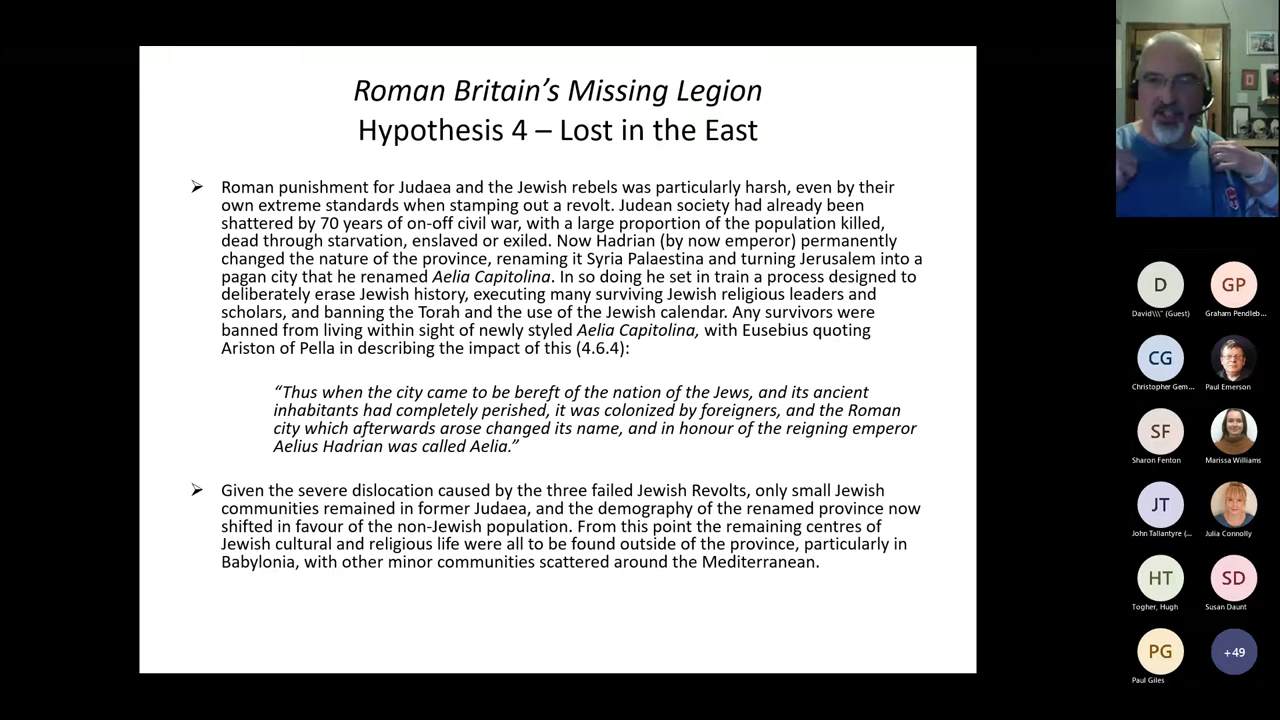 Roman Britain’s Missing Legion
Hypothesis 4 – Lost in the East
➢ Roman punishment for Judaea and the Jewish rebels was particularly harsh, even by their
own extreme standards when stamping out a revolt. Judean society had already been
shattered by 70 years of on-off civil war, with a large proportion of the population killed,
dead through starvation, enslaved or exiled. Now Hadrian (by now emperor) permanently
changed the nature of the province, renaming it Syria Palaestina and turning Jerusalem into a
pagan city that he renamed Aelia Capitolina. In so doing he set in train a process designed to
deliberately erase Jewish history, executing many surviving Jewish religious leaders and
scholars, and banning the Torah and the use of the Jewish calendar. Any survivors were
banned from living within sight of newly styled Aelia Capitolina, with Eusebius quoting
Ariston of Pella in describing the impact of this (4.6.4):
“Thus when the city came to be bereft of the nation of the Jews, and its ancient
inhabitants had completely perished, it was colonized by foreigners, and the Roman
city which afterwards arose changed its name, and in honour of the reigning emperor
Aelius Hadrian was called Aelia.”
➢ Given the severe dislocation caused by the three failed Jewish Revolts, only small Jewish
communities remained in former Judaea, and the demography of the renamed province now
shifted in favour of the non-Jewish population. From this point the remaining centres of
Jewish cultural and religious life were all to be found outside of the province, particularly in
Babylonia, with other minor communities scattered around the Mediterranean.
D GP
David\\\" (Guest) Graham Pendleb...
CG
Christopher Gem... Paul Emerson
SF
Sharon Fenton Marissa Williams
JT
John Tallantyre (... Julia Connolly
HT SD
Togher, Hugh Susan Daunt
PG +49
Paul Giles